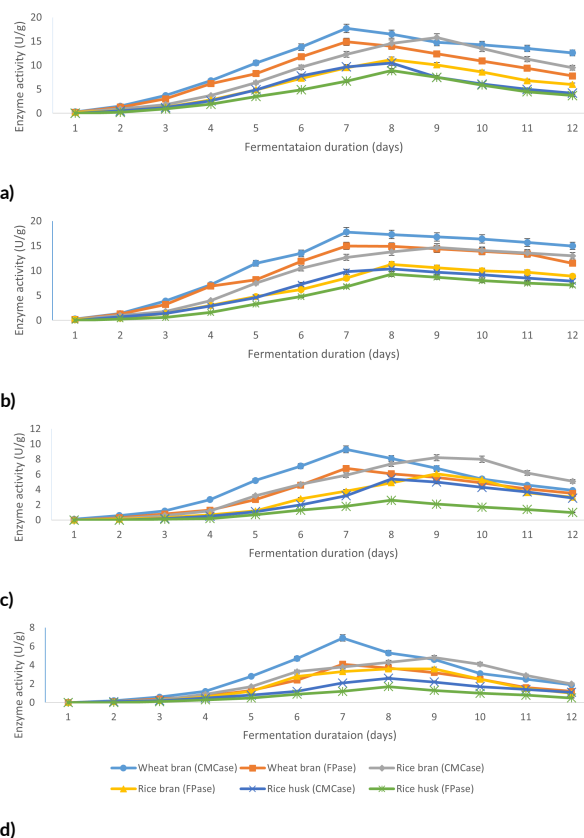 Enzyme activity (U/g)
20
15
10
5
0
1 2 3 4 5 6 7 8 9 10 11 12
Fermentaion duration (days)
a)
Enzyme activity (U/g)
20
15
10
5
0
1 2 3 4 5 6 7 8 9 10 11 12
Fermentation duration (days)
b)
Enzyme activity (U/g)
12
10
8
6
4
2
0
1 2 3 4 5 6 7 8 9 10 11 12
Fermentation duration (days)
c)
Enzyme activity (U/g)
8
6
4
2
0
1 2 3 4 5 6 7 8 9 10 11 12
Fermentation durataion (days)
Wheat bran (CMCase) Wheat bran (FPase) Rice bran (CMCase)
Rice bran (FPase) Rice husk (CMCase) Rice husk (FPase)
d)